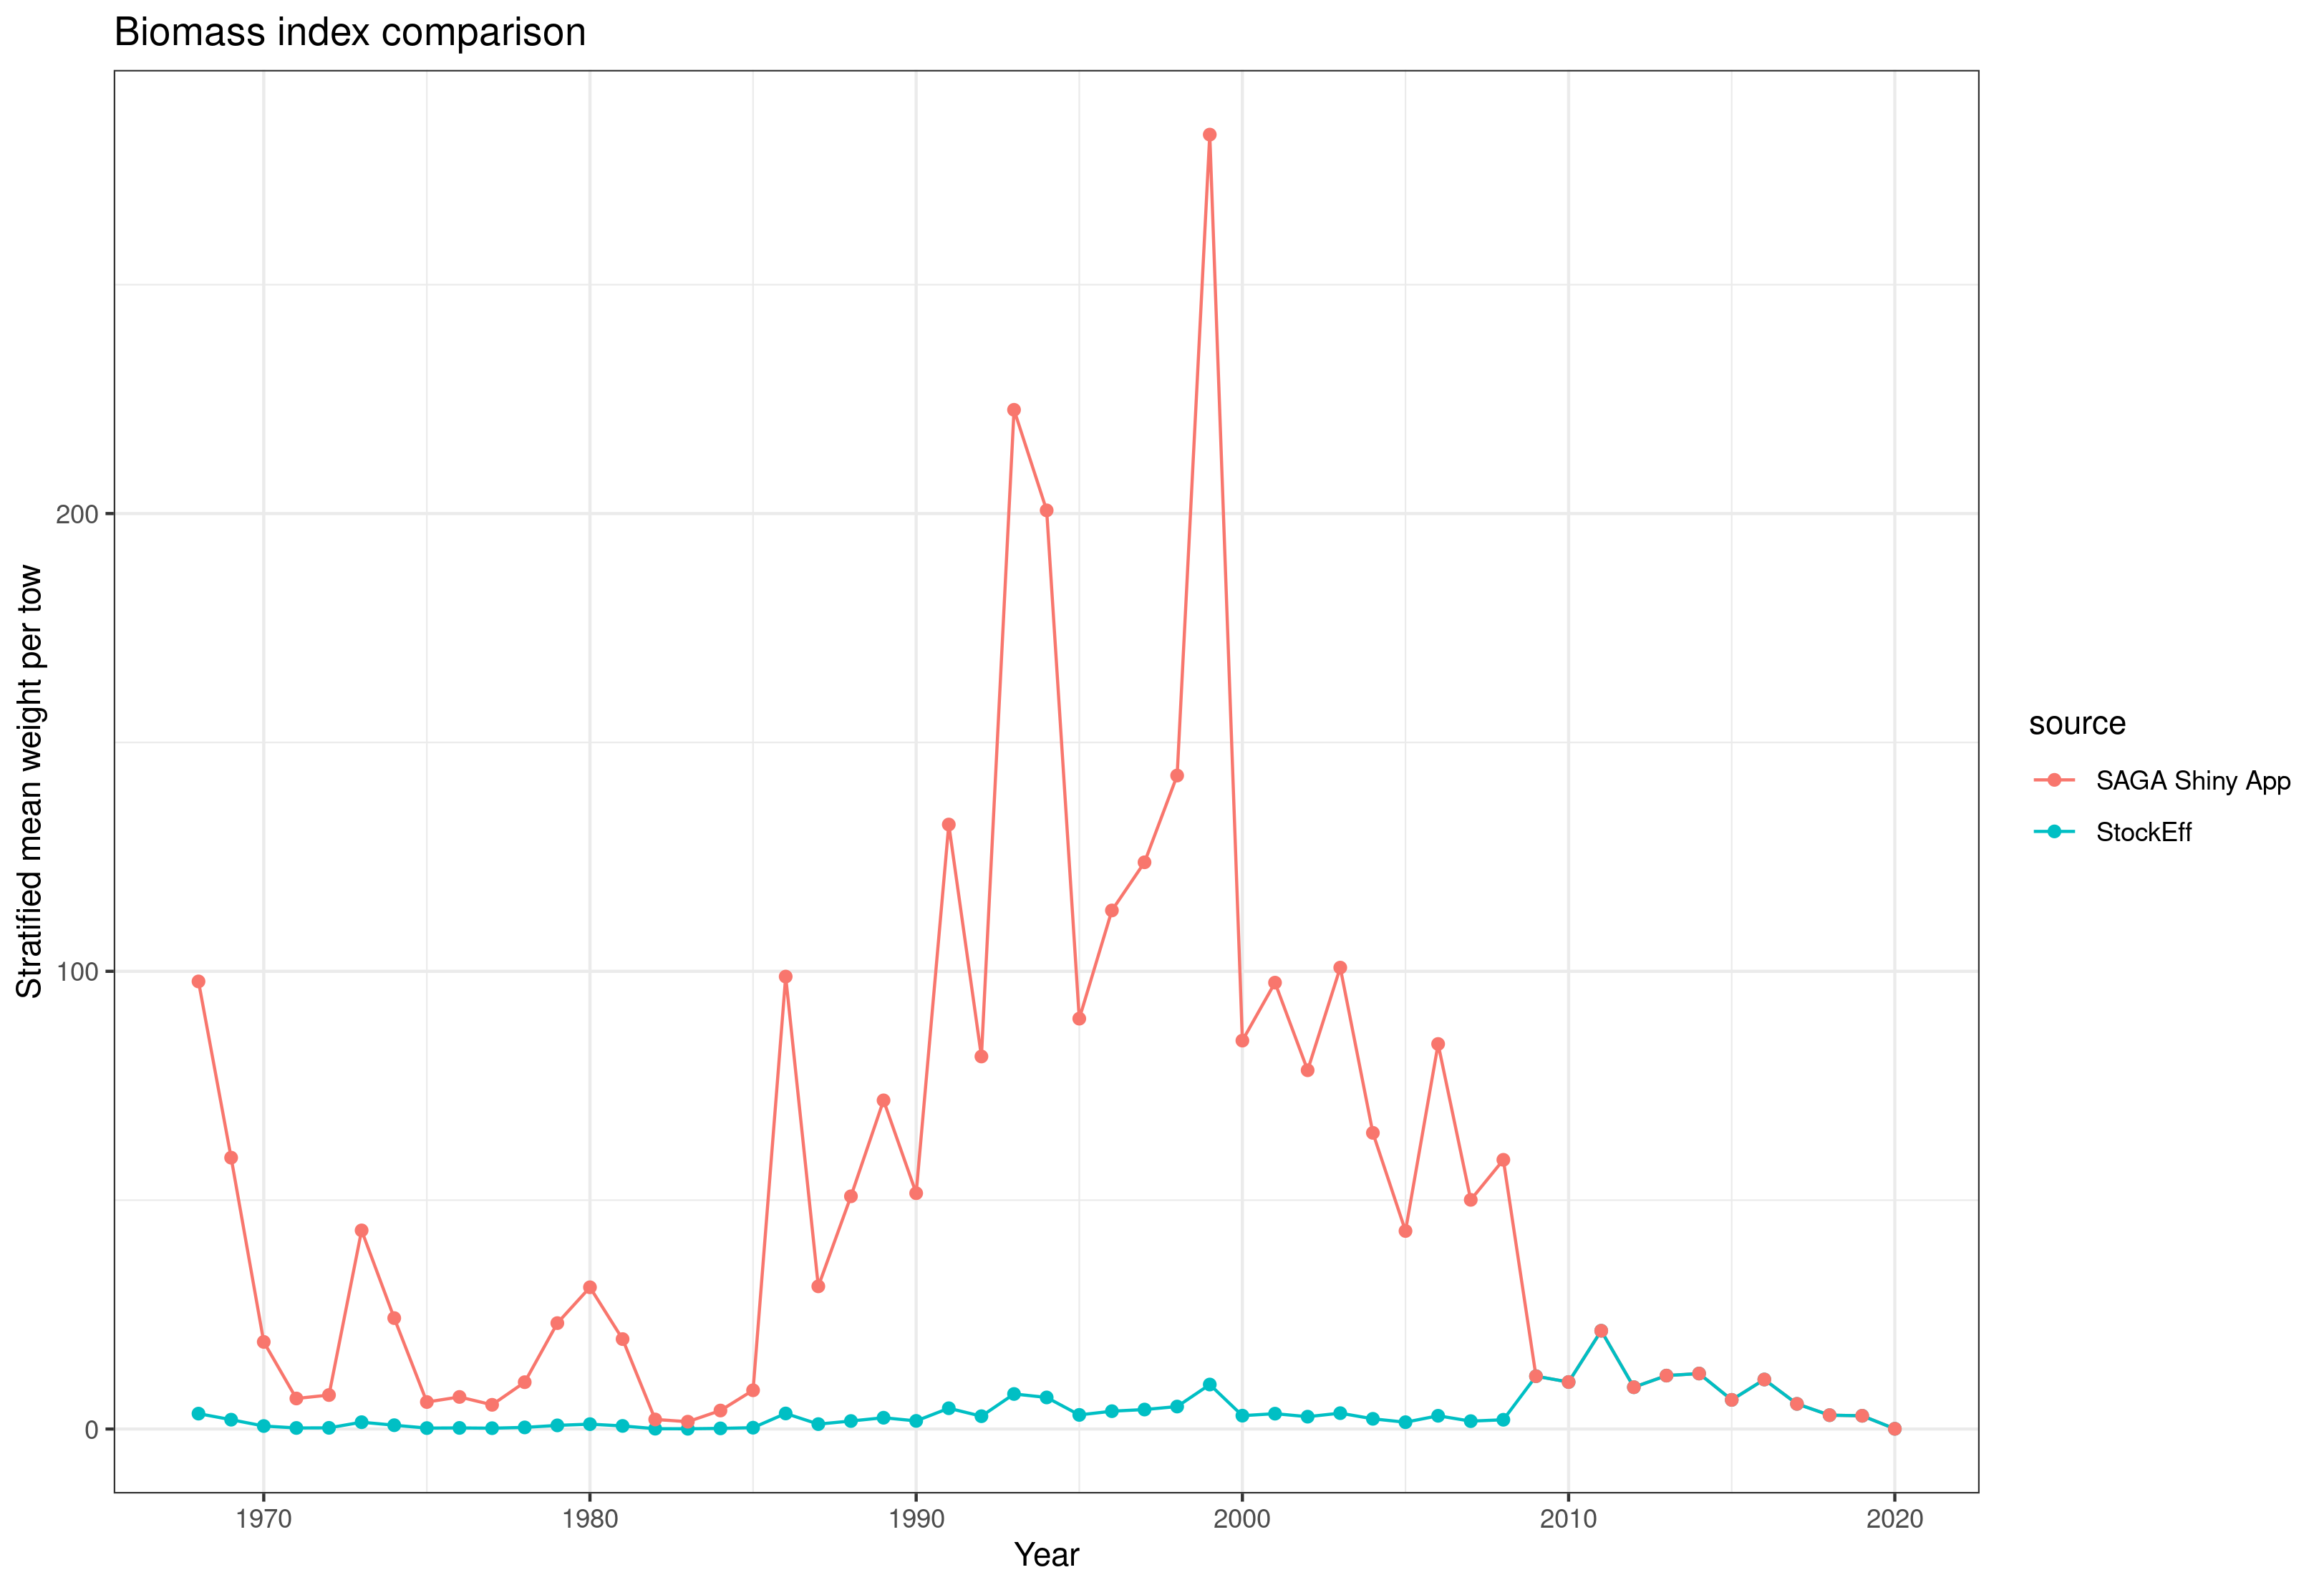 Biomass index comparison
Stratified mean weight per tow
200
100
0
1970 1980 1990 2000 2010 2020
Year
source
SAGA Shiny App
StockEff